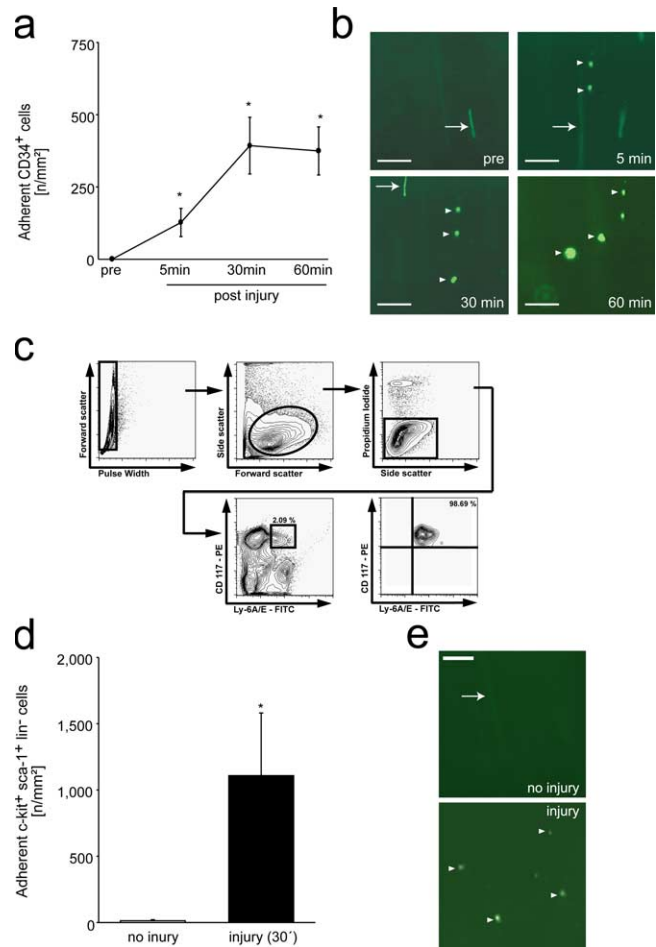 a
Adherent CD34+ cells
[n/mm²]
750
500
250
0
pre
5min
30min
60min
post injury
*
*
*
b
pre
5 min
30 min
60 min
c
Forward scatter
Pulse Width
Side scatter
Forward scatter
Propidium Iodide
Side scatter
CD 117 - PE
2.09 %
Ly-6A/E - FITC
CD 117 - PE
98.69 %
Ly-6A/E - FITC
d
Adherent c-kit+ sca-1+ lin- cells
[n/mm²]
2,000
1,500
1,000
500
0
*
no inury
injury (30´)
e
no injury
injury